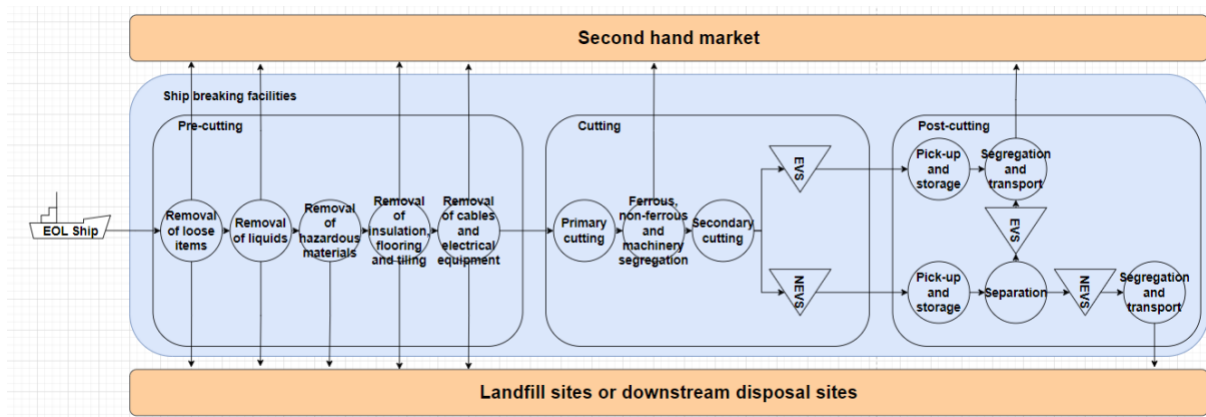 Second hand market
Ship breaking facilities
Pre-cutting
Cutting
Post-cutting
EOL Ship
Removal
of loose
items
Removal
of liquids
Removal
of
hazardous
materials
Removal
of
insulation,
flooring
and tiling
Removal
of cables
and
electrical
equipment
Primary
cutting
Ferrous,
non-ferrous
and
machinery
segregation
Secondary
cutting
EVS
NEVS
Pick-up
and
storage
Segregation
and
transport
EVS
Pick-up
and
storage
Separation
NEVS
Segregation
and
transport
Landfill sites or downstream disposal sites